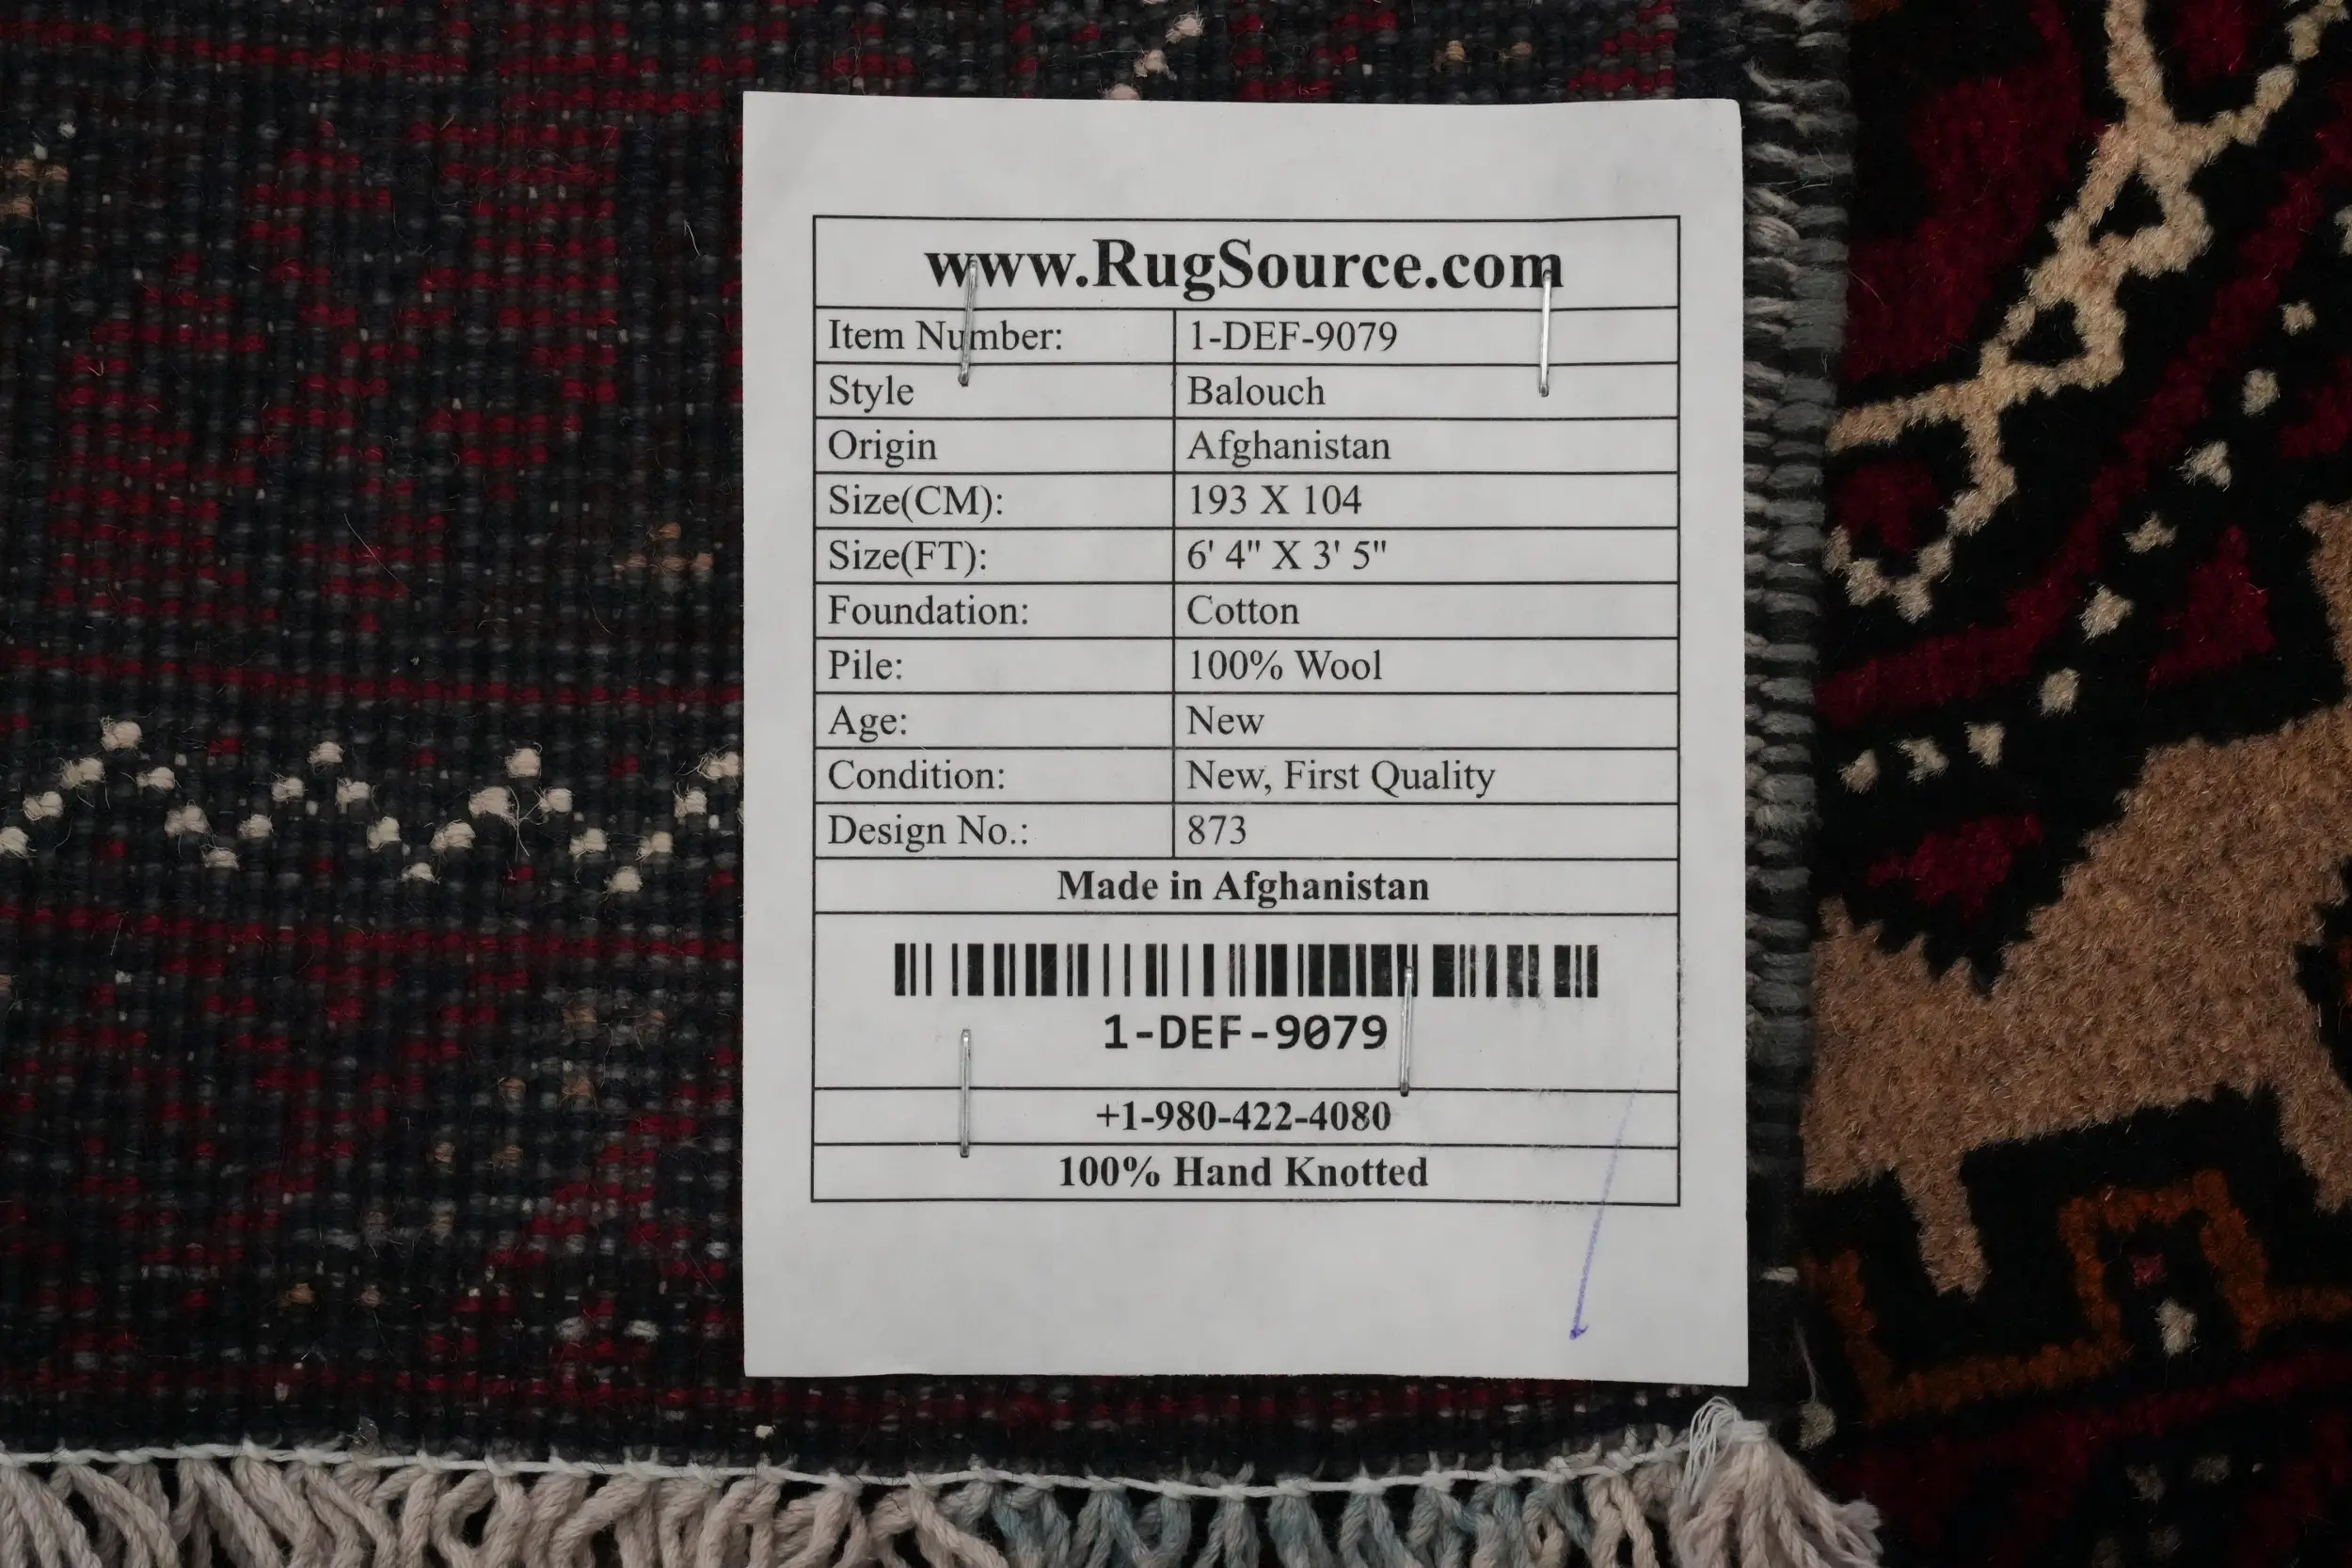 www.RugSource.com
Item Number: 1-DEF-9079
Style Balouch
Origin Afghanistan
Size(CM): 193 X 104
Size(FT): 6' 4" X 3' 5"
Foundation: Cotton
Pile: 100% Wool
Age: New
Condition: New, First Quality
Design No.: 873
Made in Afghanistan
1-DEF-9079
+1-980-422-4080
100% Hand Knotted